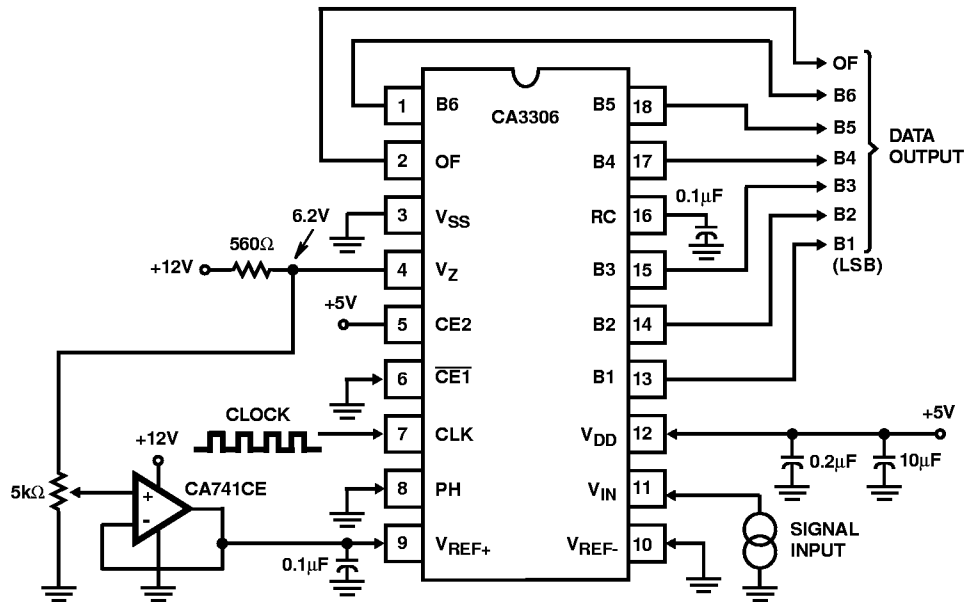 OF
B6
B5
B4
B3
B2
B1
(LSB)
DATA
OUTPUT
CA3306
1 B6
2 OF
3 VSS
4 VZ
5 CE2
6 CE1
7 CLK
8 PH
9 VREF+
B5 18
B4 17
RC 16
B3 15
B2 14
B1 13
VDD 12
VIN 11
VREF- 10
0.1μF
6.2V
560Ω
+12V
+5V
CLOCK
+12V
CA741CE
5kΩ
+
-
0.1μF
+5V
0.2μF
10μF
SIGNAL
INPUT